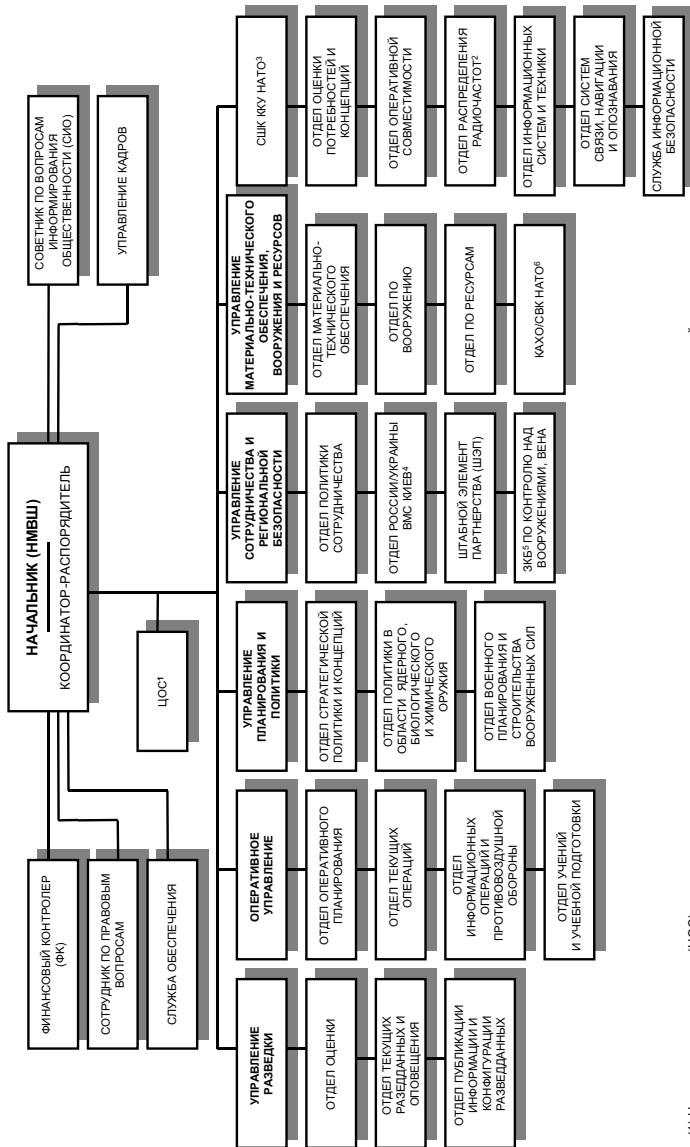 НАЧАЛЬНИК (НМВШ)
КООРДИНАТОР-РАСПОРЯДИТЕЛЬ
ФИНАНСОВЫЙ КОНТРОЛЕР
(ФК)
СОТРУДНИК ПО ПРАВОВЫМ
ВОПРОСАМ
СЛУЖБА ОБЕСПЕЧЕНИЯ
СОВЕТНИК ПО ВОПРОСАМ
ИНФОРМИРОВАНИЯ
ОБЩЕСТВЕННОСТИ (СИО)
УПРАВЛЕНИЕ КАДРОВ
ЦОС¹
УПРАВЛЕНИЕ
РАЗВЕДКИ
ОТДЕЛ ОЦЕНКИ
ОТДЕЛ ТЕКУЩИХ
РАЗЕДДАННЫХ И
ОПОВЕЩЕНИЯ
ОТДЕЛ ПУБЛИКАЦИИ
ИНФОРМАЦИИ И
КОНФИГУРАЦИИ
РАЗВЕДДАННЫХ
ОПЕРАТИВНОЕ
УПРАВЛЕНИЕ
ОТДЕЛ ОПЕРАТИВНОГО
ПЛАНИРОВАНИЯ
ОТДЕЛ ТЕКУЩИХ
ОПЕРАЦИЙ
ОТДЕЛ
ИНФОРМАЦИОННЫХ
ОПЕРАЦИЙ И
ПРОТИВОВОЗДУШНОЙ
ОБОРОНЫ
ОТДЕЛ УЧЕНИЙ
И УЧЕБНОЙ ПОДГОТОВКИ
УПРАВЛЕНИЕ
ПЛАНИРОВАНИЯ И
ПОЛИТИКИ
ОТДЕЛ СТРАТЕГИЧЕСКОЙ
ПОЛИТИКИ И КОНЦЕПЦИЙ
ОТДЕЛ ПОЛИТИКИ В
ОБЛАСТИ ЯДЕРНОГО,
БИОЛОГИЧЕСКОГО
И ХИМИЧЕСКОГО
ОРУЖИЯ
ОТДЕЛ ВОЕННОГО
ПЛАНИРОВАНИЯ И
СТРОИТЕЛЬСТВА
ВООРУЖЕННЫХ СИЛ
УПРАВЛЕНИЕ
СОТРУДНИЧЕСТВА И
РЕГИОНАЛЬНОЙ
БЕЗОПАСНОСТИ
ОТДЕЛ ПОЛИТИКИ
СОТРУДНИЧЕСТВА
ОТДЕЛ РОССИИ/УКРАИНЫ
ВМС КИЕВ⁴
ШТАБНОЙ ЭЛЕМЕНТ
ПАРТНЕРСТВА (ШЭП)
ЗКБ⁵ ПО КОНТРОЛЮ НАД
ВООРУЖЕНИЯМИ, ВЕНА
УПРАВЛЕНИЕ
МАТЕРИАЛЬНО-ТЕХНИЧЕСКОГО
ОБЕСПЕЧЕНИЯ,
ВООРУЖЕНИЯ И РЕСУРСОВ
ОТДЕЛ МАТЕРИАЛЬНО-
ТЕХНИЧЕСКОГО
ОБЕСПЕЧЕНИЯ
ОТДЕЛ ПО
ВООРУЖЕНИЮ
ОТДЕЛ ПО РЕСУРСАМ
КАХО/СВК НАТО⁶
СШК ККУ НАТО³
ОТДЕЛ ОЦЕНКИ
ПОТРЕБНОСТЕЙ И
КОНЦЕПЦИЙ
ОТДЕЛ ОПЕРАТИВНОЙ
СОВМЕСТИМОСТИ
ОТДЕЛ РАСПРЕДЕЛЕНИЯ
РАДИОЧАСТОТ²
ОТДЕЛ ИНФОРМАЦИОННЫХ
СИСТЕМ И ТЕХНИКИ
ОТДЕЛ СИСТЕМ
СВЯЗИ, НАВИГАЦИИ
И ОПОЗНАВАНИЯ
СЛУЖБА ИНФОРМАЦИОННОЙ
БЕЗОПАСНОСТИ